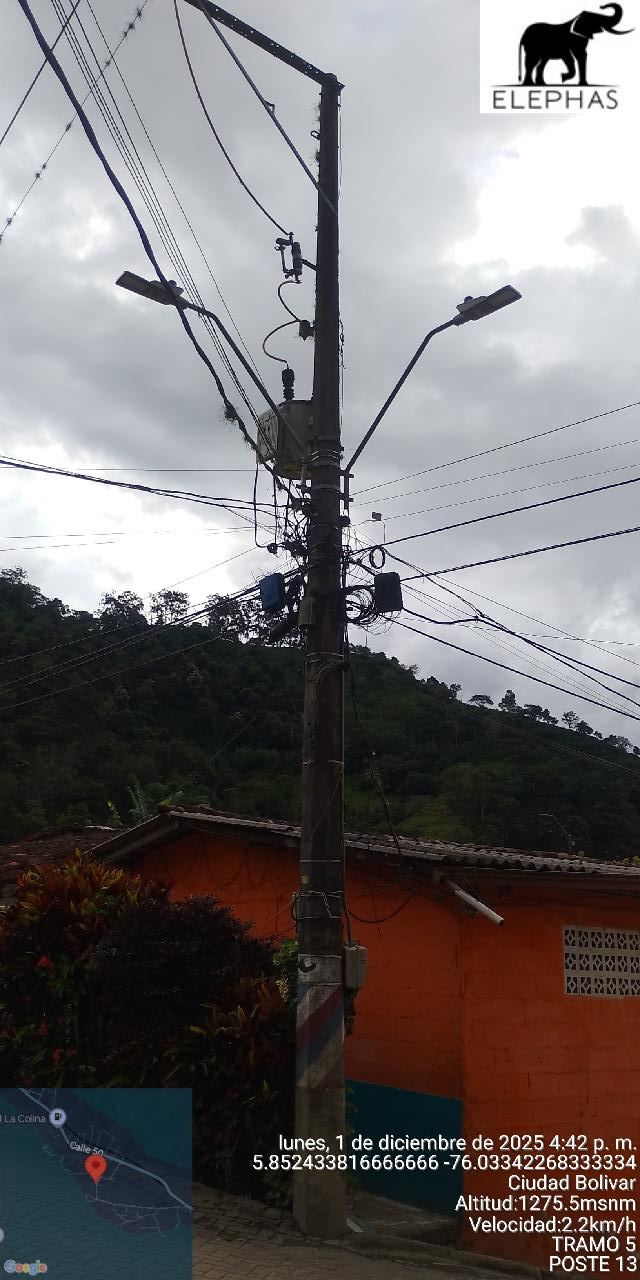 ELEPHAS
La Colina
Calle 50
Google
lunes, 1 de diciembre de 2025 4:42 p. m.
5.852433816666666 -76.03342268333334
Ciudad Bolivar
Altitud:1275.5msnm
Velocidad:2.2km/h
TRAMO 5
POSTE 13